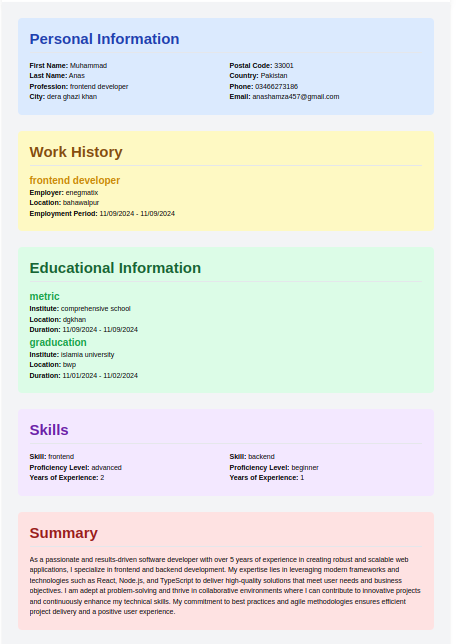 Personal Information
First Name: Muhammad
Last Name: Anas
Profession: frontend developer
City: dera ghazi khan
Postal Code: 33001
Country: Pakistan
Phone: 03466273186
Email: anashamza457@gmail.com
Work History
frontend developer
Employer: enegmatix
Location: bahawalpur
Employment Period: 11/09/2024 - 11/09/2024
Educational Information
metric
Institute: comprehensive school
Location: dgkhan
Duration: 11/09/2024 - 11/09/2024
graducation
Institute: islamia university
Location: bwp
Duration: 11/01/2024 - 11/02/2024
Skills
Skill: frontend
Proficiency Level: advanced
Years of Experience: 2
Skill: backend
Proficiency Level: beginner
Years of Experience: 1
Summary
As a passionate and results-driven software developer with over 5 years of experience in creating robust and scalable web
applications, I specialize in frontend and backend development. My expertise lies in leveraging modern frameworks and
technologies such as React, Node.js, and TypeScript to deliver high-quality solutions that meet user needs and business
objectives. I am adept at problem-solving and thrive in collaborative environments where I can contribute to innovative projects
and continuously enhance my technical skills. My commitment to best practices and agile methodologies ensures efficient
project delivery and a positive user experience.